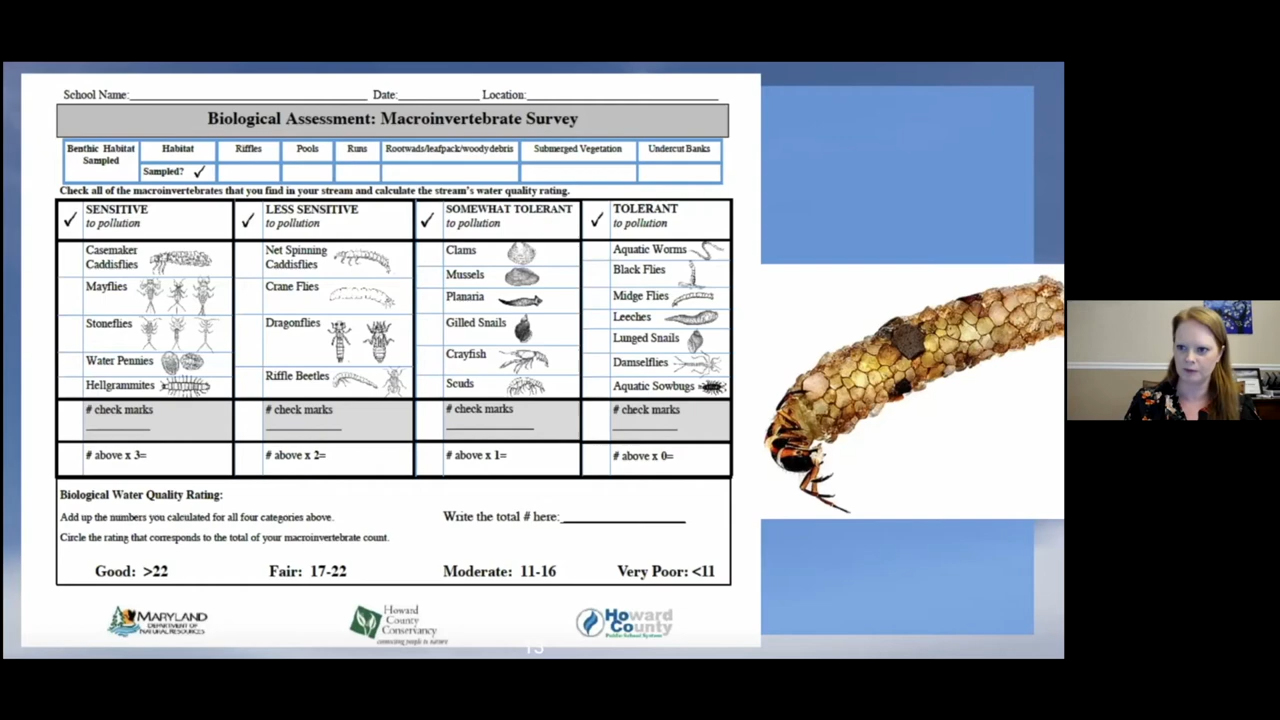 School Name: Date: Location:
Biological Assessment: Macroinvertebrate Survey
Benthic Habitat Sampled Habitat Riffles Pools Runs Rootwads/leafpack/woody debris Submerged Vegetation Undercut Banks
Sampled? ✓
Check all of the macroinvertebrates that you find in your stream and calculate the stream's water quality rating.
✓ SENSITIVE
to pollution
Casemaker
Caddisflies
Mayflies
Stoneflies
Water Pennies
Hellgrammites
# check marks
# above x 3=
✓ LESS SENSITIVE
to pollution
Net Spinning
Caddisflies
Crane Flies
Dragonflies
Riffle Beetles
# check marks
# above x 2=
✓ SOMEWHAT TOLERANT
to pollution
Clams
Mussels
Planaria
Gilled Snails
Crayfish
Scuds
# check marks
# above x 1=
✓ TOLERANT
to pollution
Aquatic Worms
Black Flies
Midge Flies
Leeches
Lunged Snails
Damselflies
Aquatic Sowbugs
# check marks
# above x 0=
Biological Water Quality Rating:
Add up the numbers you calculated for all four categories above.
Write the total # here:
Circle the rating that corresponds to the total of your macroinvertebrate count.
Good: >22 Fair: 17-22 Moderate: 11-16 Very Poor: <11
MARYLAND
DEPARTMENT OF
NATURAL RESOURCES
Howard
County
Conservancy
connecting people to nature
Howard
County
Public School System
13